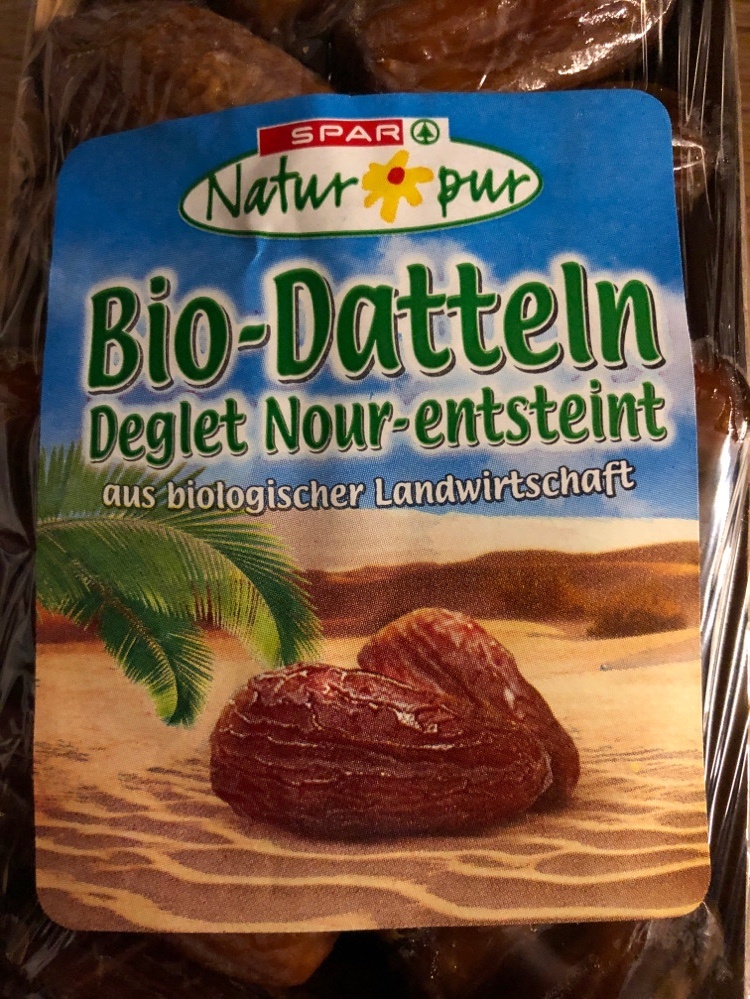 SPAR
Natur pur
Bio-Datteln
Deglet Nour-entsteint
aus biologischer Landwirtschaft